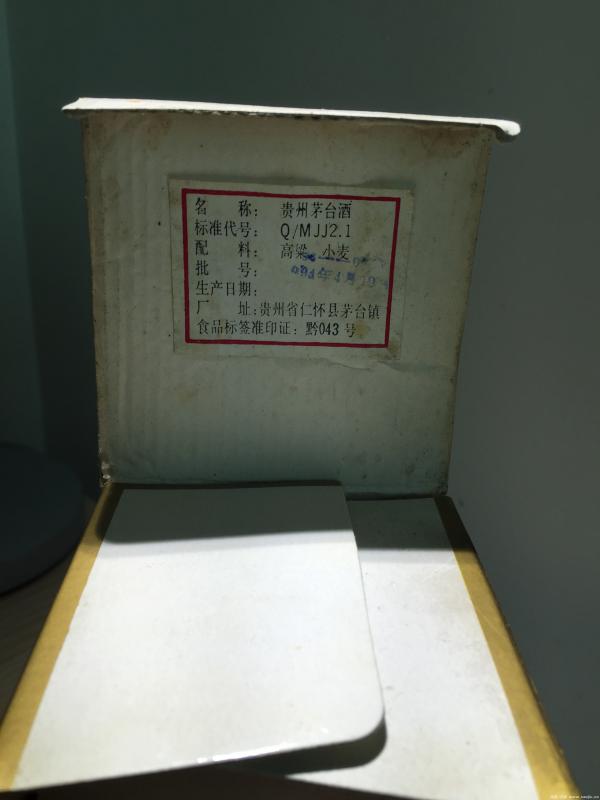 名 称：贵州茅台酒
标准代号：Q/MJJ2.1
配 料：高粱 小麦
批 号：
生产日期：
厂 址：贵州省仁怀县茅台镇
食品标签准印证：黔043号